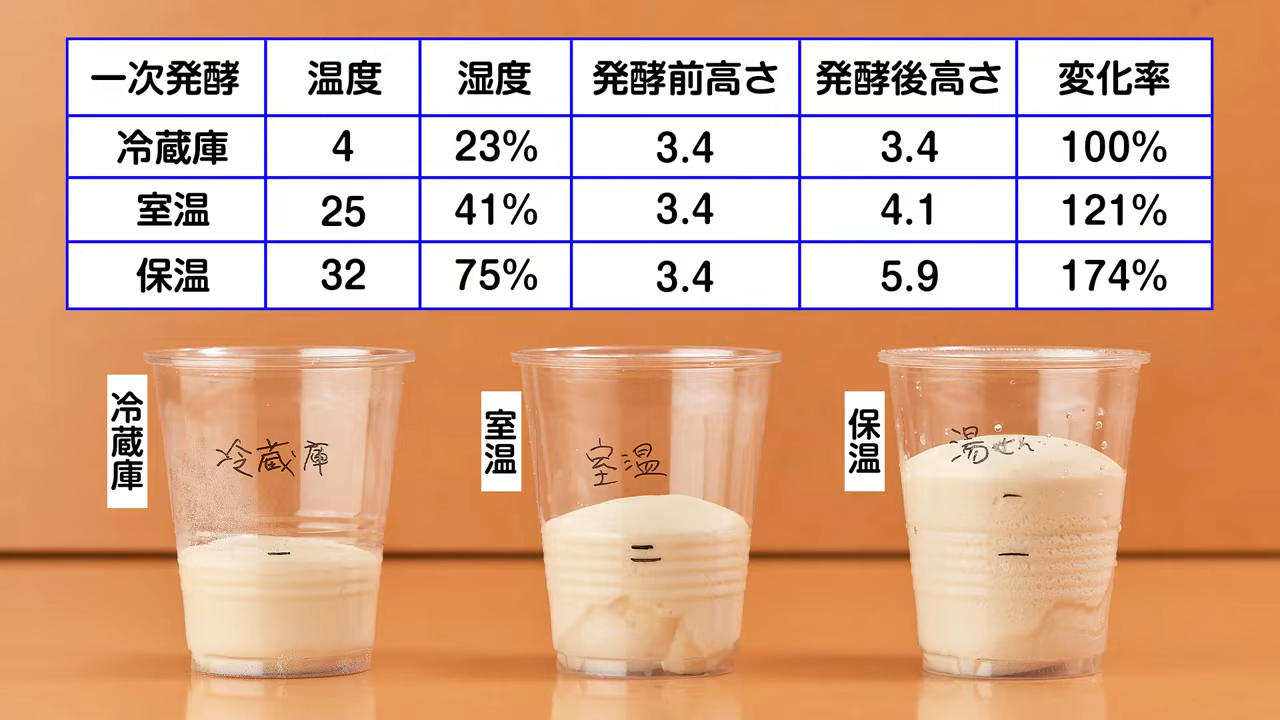 一次発酵 温度 湿度 発酵前高さ 発酵後高さ 変化率
冷蔵庫 4 23% 3.4 3.4 100%
室温 25 41% 3.4 4.1 121%
保温 32 75% 3.4 5.9 174%
冷蔵庫
冷蔵庫
室温
室温
保温
湯せん